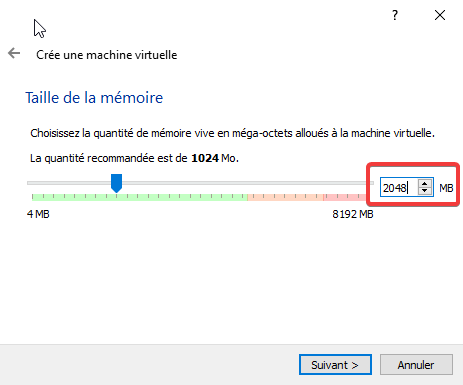 ?
Crée une machine virtuelle
Taille de la mémoire
Choisissez la quantité de mémoire vive en méga-octets alloués à la machine virtuelle.
La quantité recommandée est de 1024 Mo.
2048 MB
4 MB 8192 MB
Suivant > Annuler